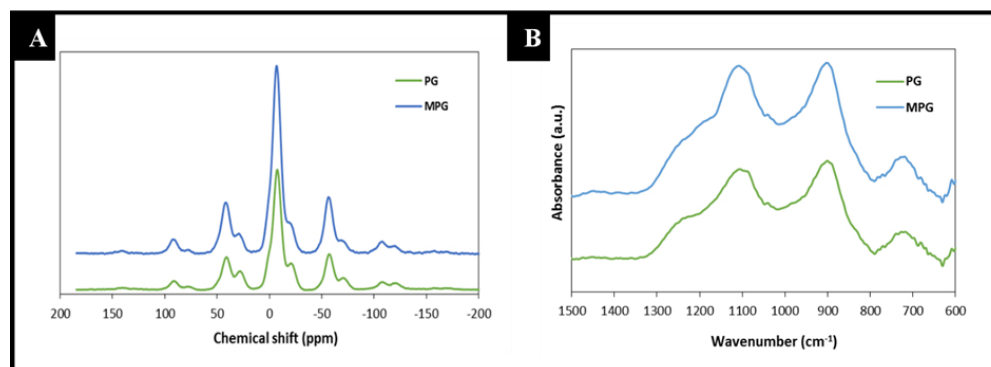 A
PG
MPG
200 150 100 50 0 -50 -100 -150 -200
Chemical shift (ppm)
B
PG
MPG
Absorbance (a.u.)
1500 1400 1300 1200 1100 1000 900 800 700 600
Wavenumber (cm⁻¹)